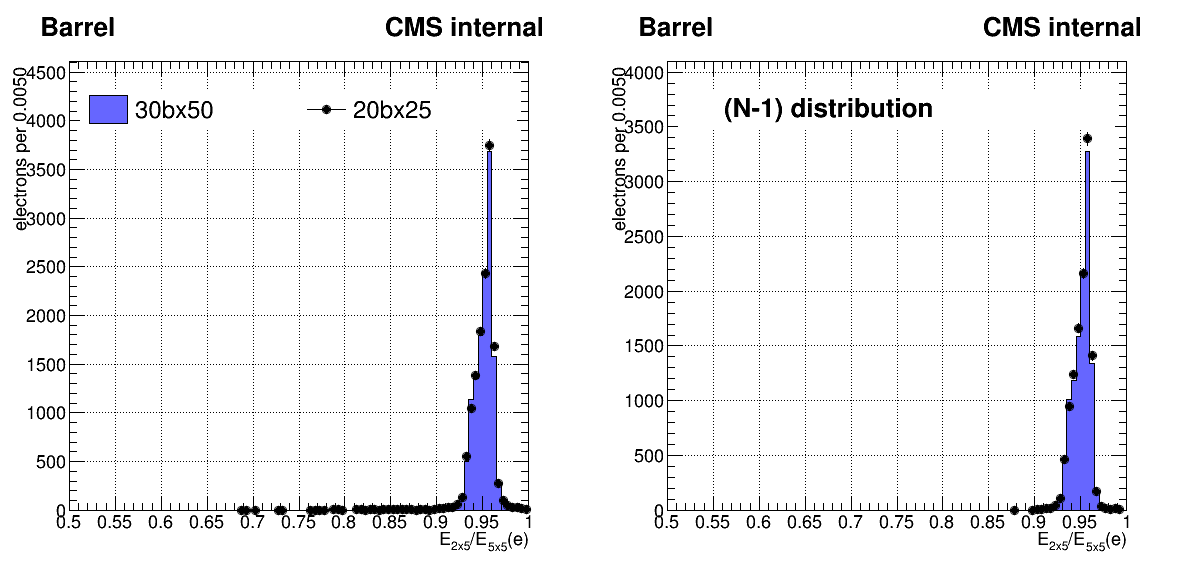 Barrel CMS internal
electrons per 0.0050
4500
4000
3500
3000
2500
2000
1500
1000
500
0
30bx50 20bx25
0.5 0.55 0.6 0.65 0.7 0.75 0.8 0.85 0.9 0.95 1
E2x5/E5x5(e)
Barrel CMS internal
electrons per 0.0050
4000
3500
3000
2500
2000
1500
1000
500
0
(N-1) distribution
0.5 0.55 0.6 0.65 0.7 0.75 0.8 0.85 0.9 0.95 1
E2x5/E5x5(e)